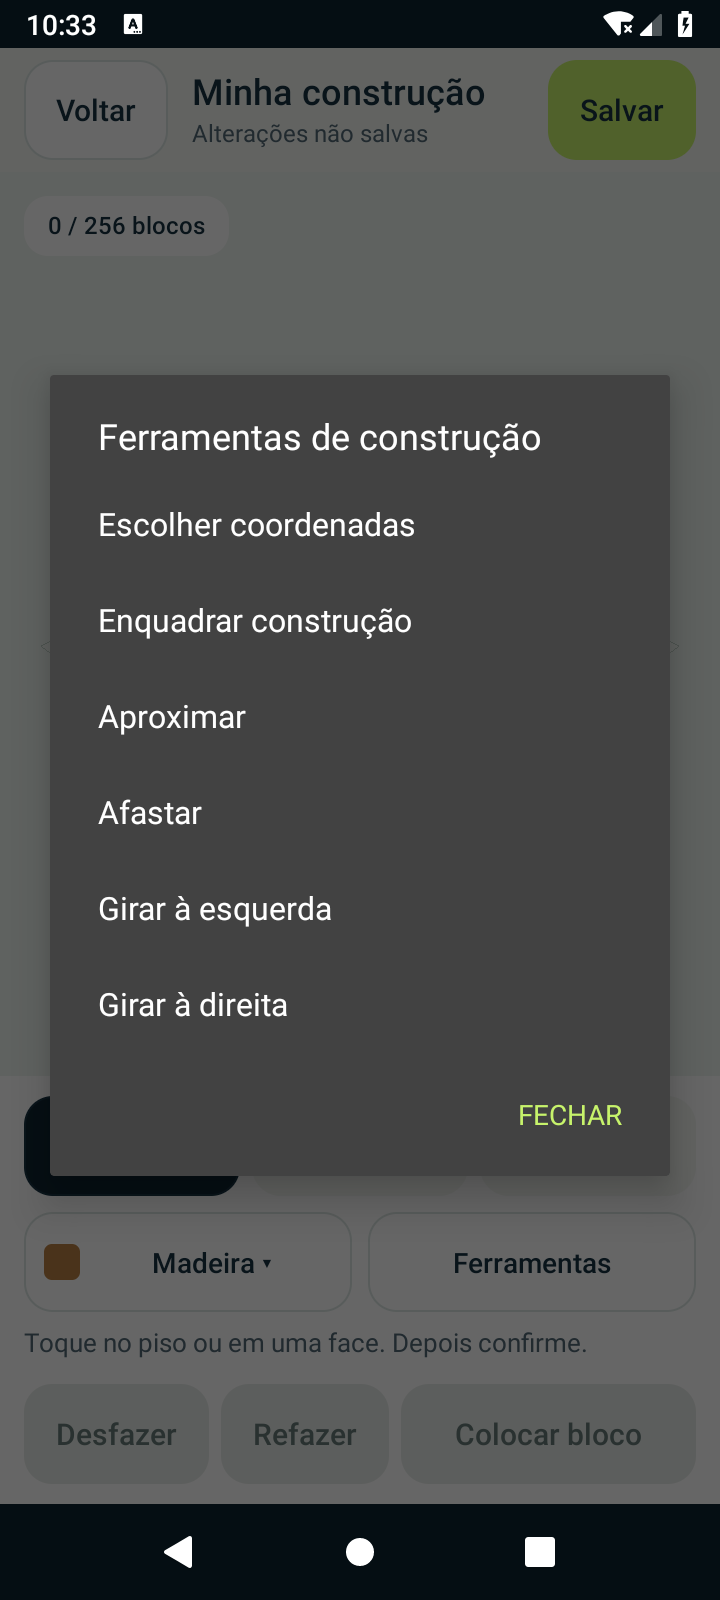 10:33
Voltar
Minha construção
Alterações não salvas
Salvar
0 / 256 blocos
Ferramentas de construção
Escolher coordenadas
Enquadrar construção
Aproximar
Afastar
Girar à esquerda
Girar à direita
FECHAR
Madeira ▾
Ferramentas
Toque no piso ou em uma face. Depois confirme.
Desfazer
Refazer
Colocar bloco